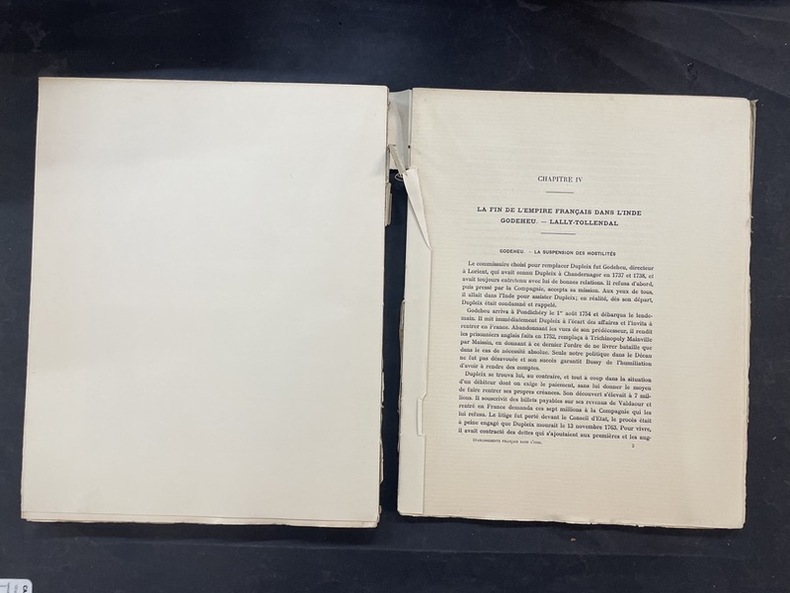 CHAPITRE IV
LA FIN DE L'EMPIRE FRANÇAIS DANS L'INDE
GODEHEU. — LALLY-TOLLENDAL
GODEHEU. — LA SUSPENSION DES HOSTILITÉS
Le commissaire choisi pour remplacer Dupleix fut Godeheu, directeur
à Lorient, qui avait connu Dupleix à Chandernagor en 1737 et 1738, et
avait toujours entretenu avec lui de bonnes relations. Il refusa d'abord,
puis pressé par la Compagnie, accepta sa mission. Aux yeux de tous,
il allait dans l'Inde pour assister Dupleix; en réalité, dès son départ,
Dupleix était condamné et rappelé.
Godeheu arriva à Pondichéry le 1er août 1754 et débarqua le lende-
main. Il mit immédiatement Dupleix à l'écart des affaires et l'invita à
rentrer en France. Abandonnant les vues de son prédécesseur, il rendit
les prisonniers anglais faits en 1752, remplaça à Trichinopoly Mainville
par Maissin, en donnant à ce dernier l'ordre de ne livrer bataille que
dans le cas de nécessité absolue. Seule notre politique dans le Décan
ne fut pas désavouée et son succès garantit Bussy de l'humiliation
d'avoir à rendre des comptes.
Dupleix se trouva lui, au contraire, et tout à coup dans la situation
d'un débiteur dont on exige le paiement, sans lui donner le moyen
de faire rentrer ses propres créances. Son découvert s'élevait à 7 mil-
lions. Il souscrivit des billets payables sur ses revenus de Valdaour et
rentré en France demanda ces sept millions à la Compagnie qui les
lui refusa. Le litige fut porté devant le Conseil d'Etat, le procès était
à peine engagé que Dupleix mourait le 13 novembre 1763. Pour vivre,
il avait contracté des dettes qui s'ajoutaient aux premières et les aug-
ÉTABLISSEMENTS FRANÇAIS DANS L'INDE. 5